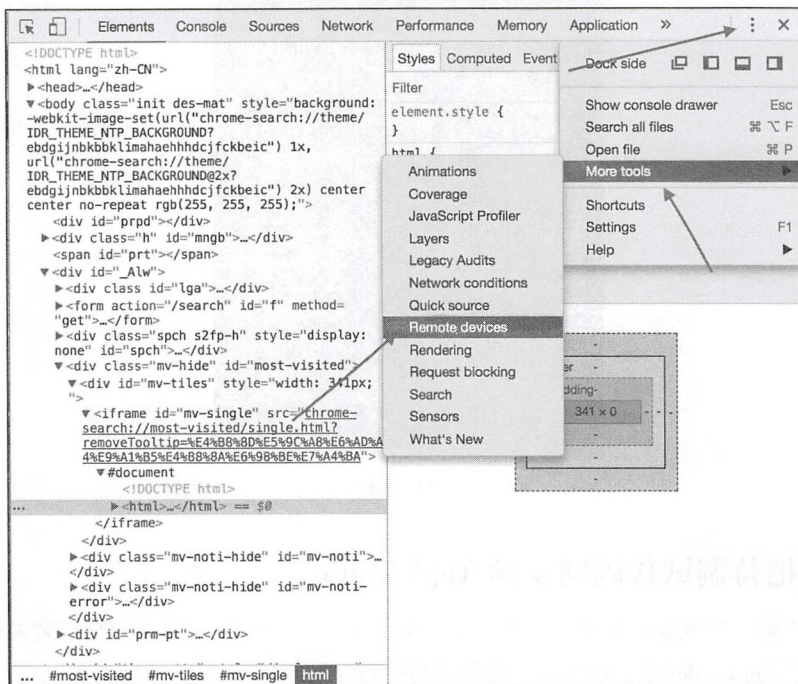 Elements Console Sources Network Performance Memory Application »
<!DOCTYPE html>
<html lang="zh-CN">
▶<head>…</head>
▼<body class="init des-mat" style="background:
-webkit-image-set(url("chrome-search://theme/
IDR_THEME_NTP_BACKGROUND?
ebdgijnbkbbklimahaehhhdcjfckbeic") 1x,
url("chrome-search://theme/
IDR_THEME_NTP_BACKGROUND@2x?
ebdgijnbkbbklimahaehhhdcjfckbeic") 2x) center
center no-repeat rgb(255, 255, 255);">
<div id="prpd"></div>
▶<div class="h" id="mngb">…</div>
<span id="prt"></span>
▼<div id="_Alw">
▶<div class id="lga">…</div>
▶<form action="/search" id="f" method=
"get">…</form>
▶<div class="spch s2fp-h" style="display:
none" id="spch">…</div>
▼<div class="mv-hide" id="most-visited">
▼<div id="mv-tiles" style="width: 341px;
">
▼<iframe id="mv-single" src="chrome-
search://most-visited/single.html?
removeTooltip=%E4%B8%8D%E5%9C%A8%E6%AD%A
4%E9%A1%B5%E4%B8%8A%E6%98%BE%E7%A4%BA">
▼#document
<!DOCTYPE html>
… ▶<html>…</html> == $0
</iframe>
</div>
▶<div class="mv-noti-hide" id="mv-noti">…
</div>
▶<div class="mv-noti-hide" id="mv-noti-
error">…</div>
</div>
▶<div id="prm-pt">…</div>
</div>
... #most-visited #mv-tiles #mv-single html
Styles Computed Event
Filter
element.style {
}
html {
Dock side
Show console drawer Esc
Search all files ⌘ ⌥ F
Open file ⌘ P
More tools ▶
Shortcuts
Settings F1
Help ▶
Animations
Coverage
JavaScript Profiler
Layers
Legacy Audits
Network conditions
Quick source
Remote devices
Rendering
Request blocking
Search
Sensors
What's New
341 × 0